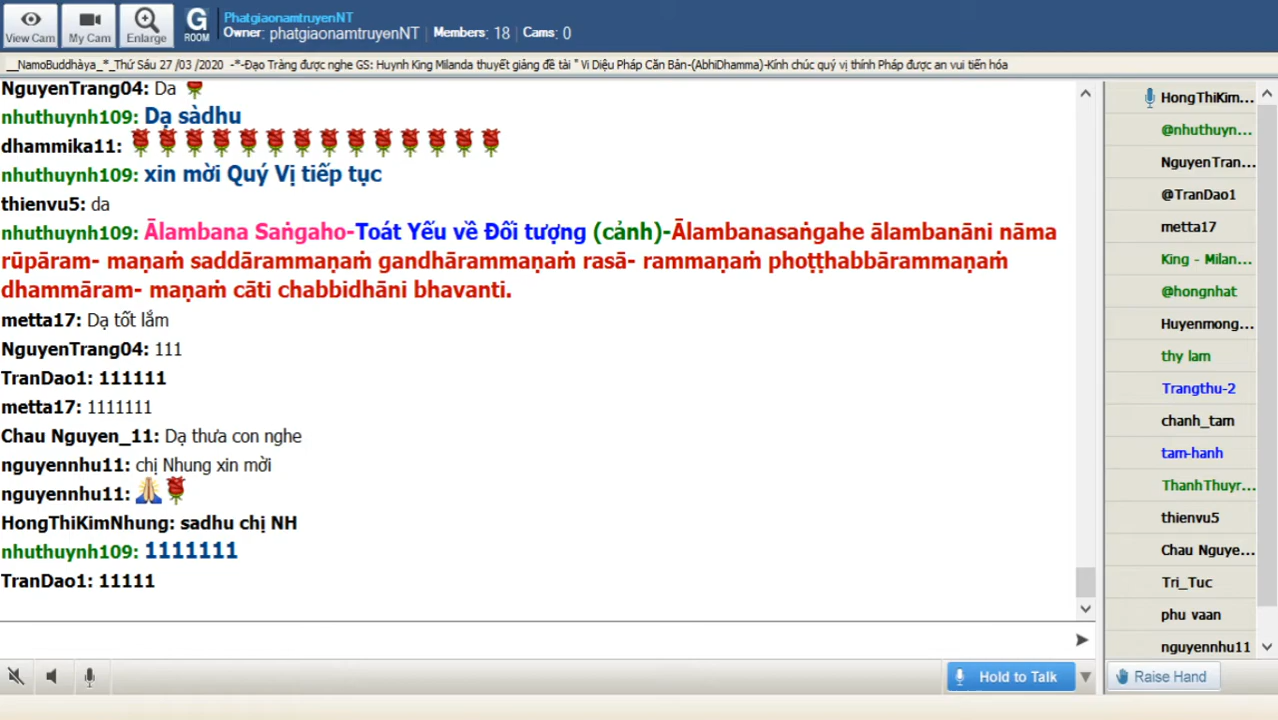 View Cam
My Cam
Enlarge
G
ROOM
PhatgiaonamtruyenNT
Owner: phatgiaonamtruyenNT | Members: 18 | Cams: 0
__NamoBuddhàya_*_Thứ Sáu 27 /03 /2020 -*-Đạo Tràng được nghe GS: Huynh King Milanda thuyết giảng đề tài " Vi Diệu Pháp Căn Bản-(AbhiDhamma)-Kính chúc quý vị thính Pháp được an vui tiến hóa
NguyenTrang04: Da
nhuthuynh109: Dạ sàdhu
dhammika11:
nhuthuynh109: xin mời Quý Vị tiếp tục
thienvu5: da
nhuthuynh109: Ālambana Saṅgaho-Toát Yếu về Đối tượng (cảnh)-Ālambanasaṅgahe ālambanāni nāma
rūpāram- maṇaṁ saddārammaṇaṁ gandhārammaṇaṁ rasā- rammaṇaṁ phoṭṭhabbārammaṇaṁ
dhammāram- maṇaṁ cāti chabbidhāni bhavanti.
metta17: Dạ tốt lắm
NguyenTrang04: 111
TranDao1: 111111
metta17: 1111111
Chau Nguyen_11: Dạ thưa con nghe
nguyennhu11: chị Nhung xin mời
nguyennhu11:
HongThiKimNhung: sadhu chị NH
nhuthuynh109: 1111111
TranDao1: 11111
HongThiKim...
@nhuthuyn...
NguyenTran...
@TranDao1
metta17
King - Milan...
@hongnhat
Huyenmong...
thy lam
Trangthu-2
chanh_tam
tam-hanh
ThanhThuyr...
thienvu5
Chau Nguye...
Tri_Tuc
phu vaan
nguyennhu11
Hold to Talk
Raise Hand